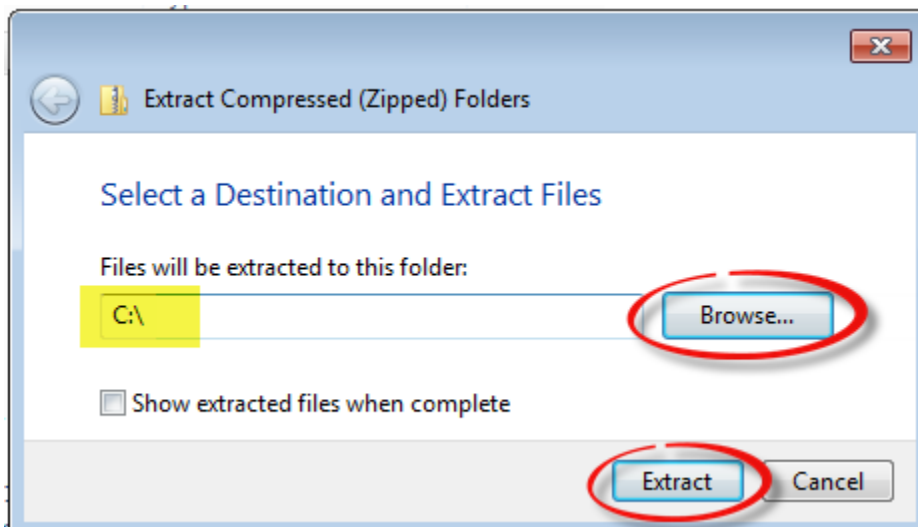 Extract Compressed (Zipped) Folders
Select a Destination and Extract Files
Files will be extracted to this folder:
C:\
Browse...
Show extracted files when complete
Extract
Cancel